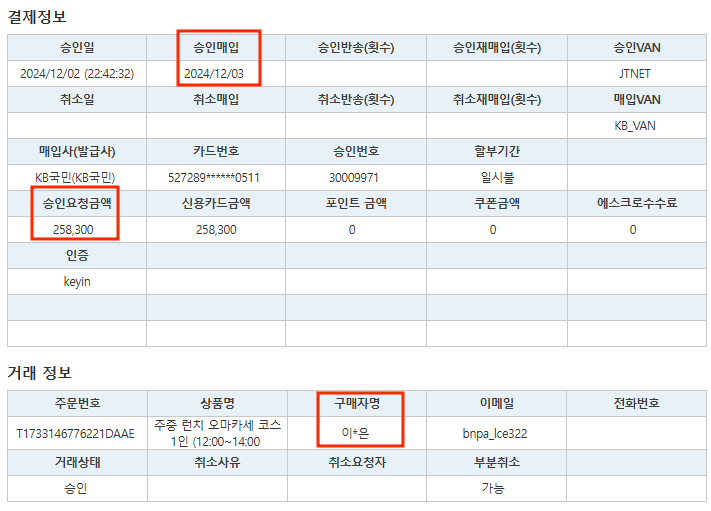 결제정보
승인일 승인매입 승인반송(횟수) 승인재매입(횟수) 승인VAN
2024/12/02 (22:42:32) 2024/12/03 JTNET
취소일 취소매입 취소반송(횟수) 취소재매입(횟수) 매입VAN
KB_VAN
매입사(발급사) 카드번호 승인번호 할부기간
KB국민(KB국민) 527289******0511 30009971 일시불
승인요청금액 신용카드금액 포인트 금액 쿠폰금액 에스크로수수료
258,300 258,300 0 0 0
인증
keyin
거래 정보
주문번호 상품명 구매자명 이메일 전화번호
T1733146776221DAAE 주중 런치 오마카세 코스 이*은 bnpa_lce322
1인 (12:00~14:00
거래상태 취소사유 취소요청자 부분취소
승인 가능